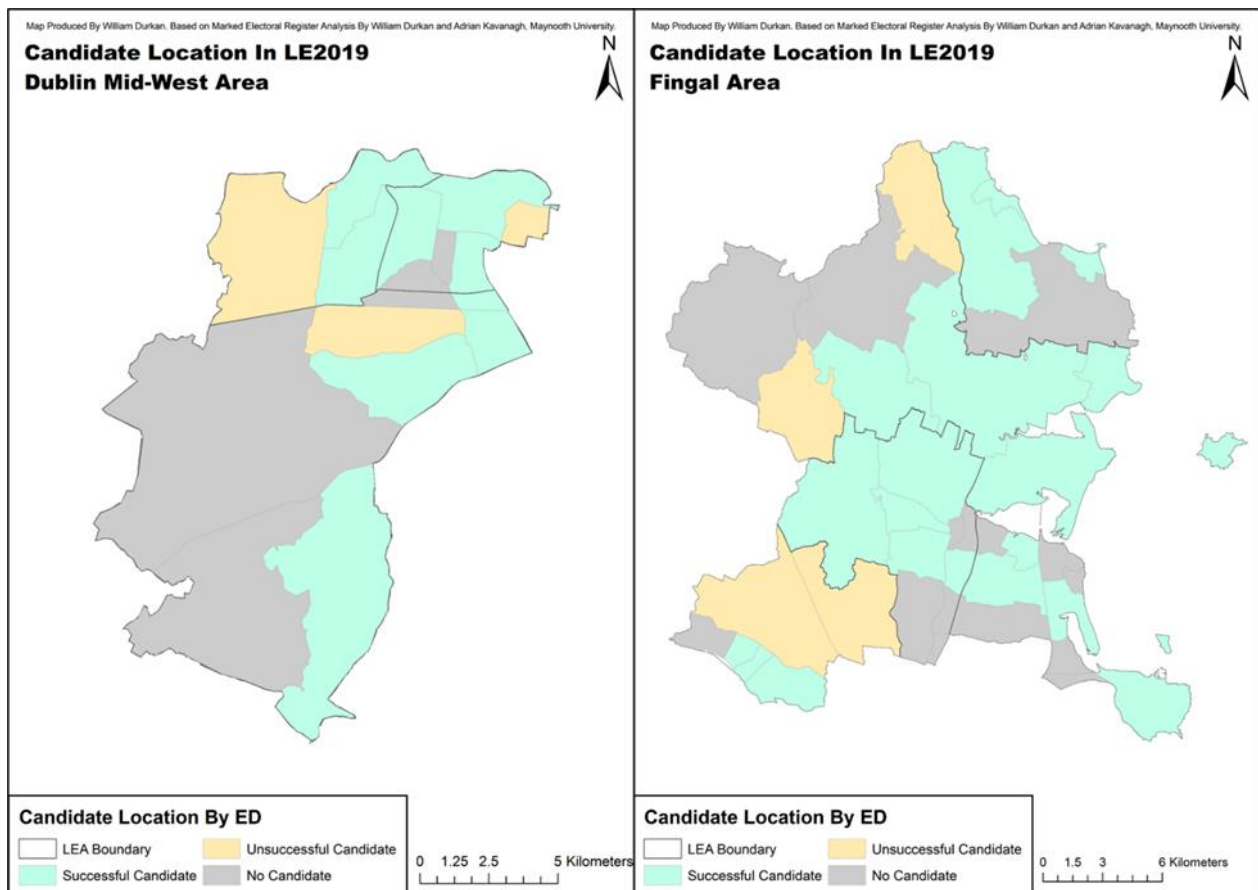 Map Produced By William Durkan. Based on Marked Electoral Register Analysis By William Durkan and Adrian Kavanagh, Maynooth University.
Candidate Location In LE2019
Dublin Mid-West Area
N
Candidate Location By ED
LEA Boundary
Unsuccessful Candidate
Successful Candidate
No Candidate
0 1.25 2.5 5 Kilometers
Map Produced By William Durkan. Based on Marked Electoral Register Analysis By William Durkan and Adrian Kavanagh, Maynooth University.
Candidate Location In LE2019
Fingal Area
N
Candidate Location By ED
LEA Boundary
Unsuccessful Candidate
Successful Candidate
No Candidate
0 1.5 3 6 Kilometers